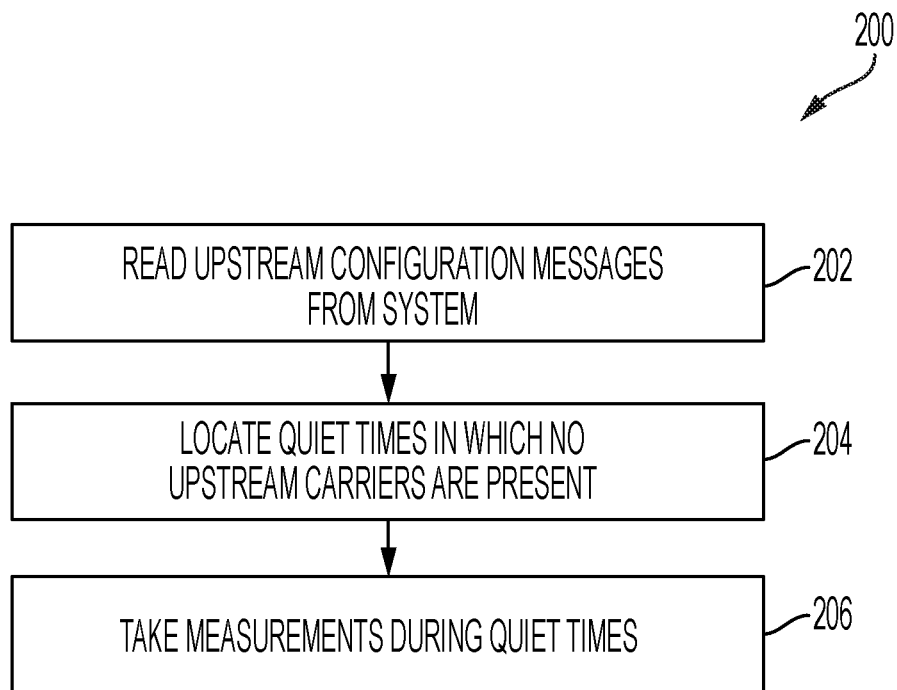 200
READ UPSTREAM CONFIGURATION MESSAGES
FROM SYSTEM
202
LOCATE QUIET TIMES IN WHICH NO
UPSTREAM CARRIERS ARE PRESENT
204
TAKE MEASUREMENTS DURING QUIET TIMES
206